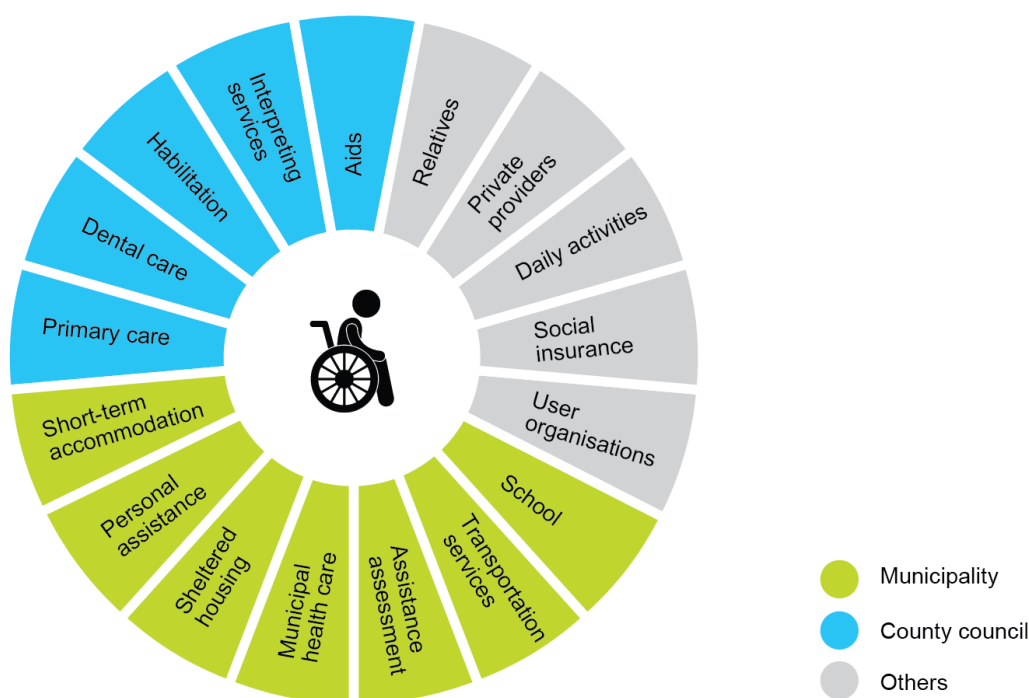 Aids
Relatives
Private
providers
Daily activities
Social
insurance
User
organisations
School
Transportation
services
Assistance
assessment
Municipal
health care
Sheltered
housing
Personal
assistance
Short-term
accommodation
Primary care
Dental care
Habilitation
Interpreting
services
Municipality
County council
Others